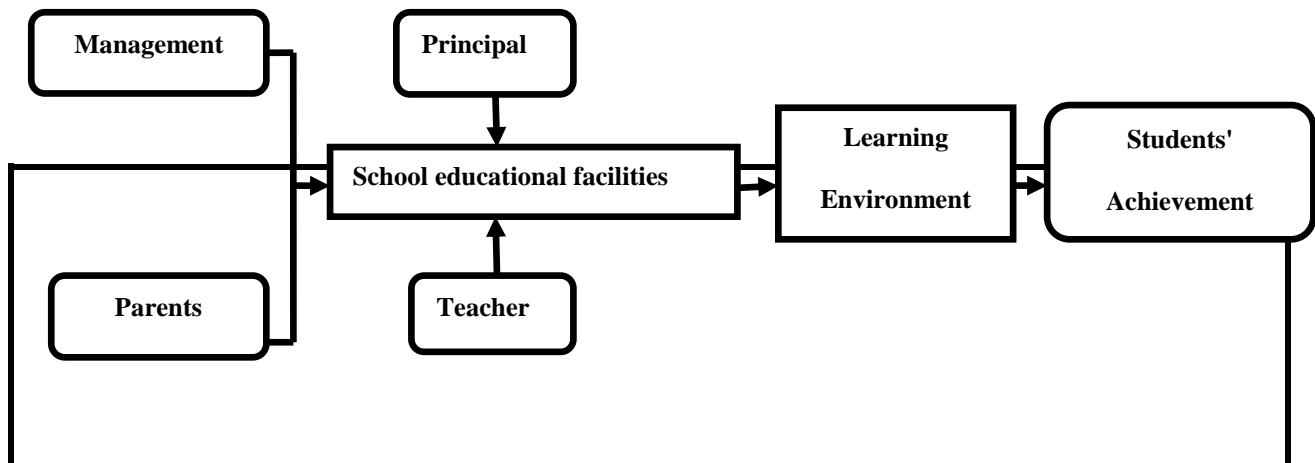 Management
Principal
School educational facilities
Learning
Environment
Students'
Achievement
Parents
Teacher